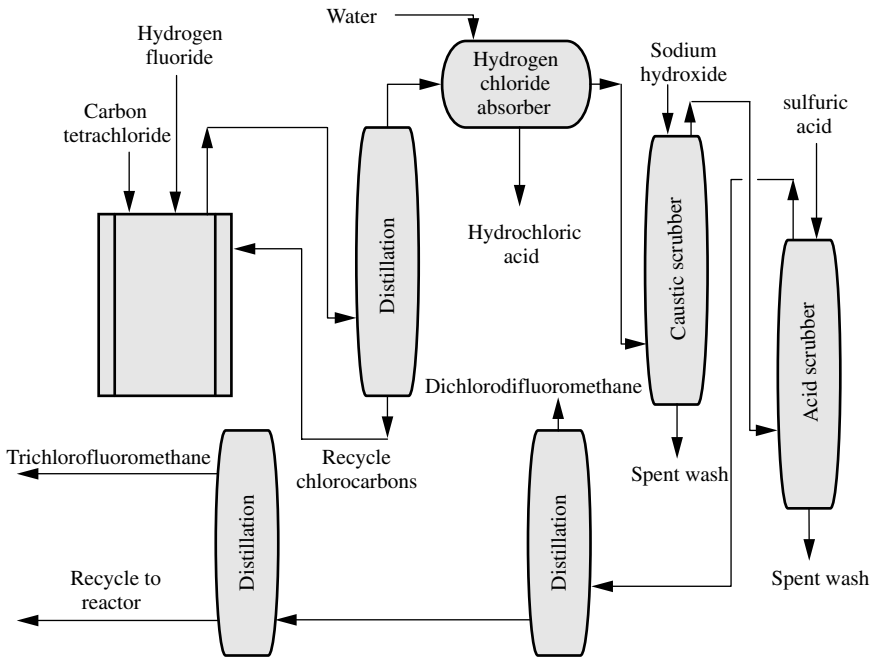 Water
Hydrogen
fluoride
Carbon
tetrachloride
Hydrogen
chloride
absorber
Sodium
hydroxide
sulfuric
acid
Distillation
Hydrochloric
acid
Caustic scrubber
Acid scrubber
Dichlorodifluoromethane
Recycle
chlorocarbons
Trichlorofluoromethane
Spent wash
Distillation
Distillation
Recycle to
reactor
Spent wash